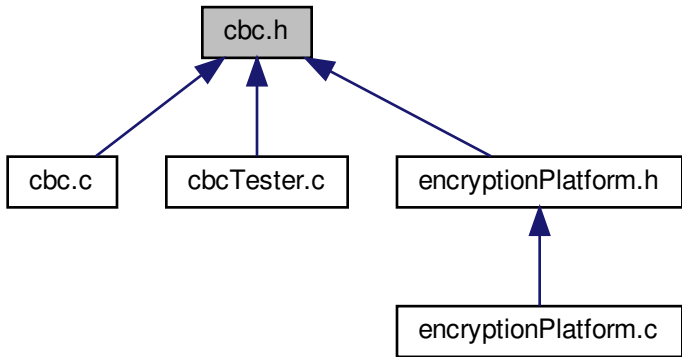 cbc.h
cbc.c
cbcTester.c
encryptionPlatform.h
encryptionPlatform.c